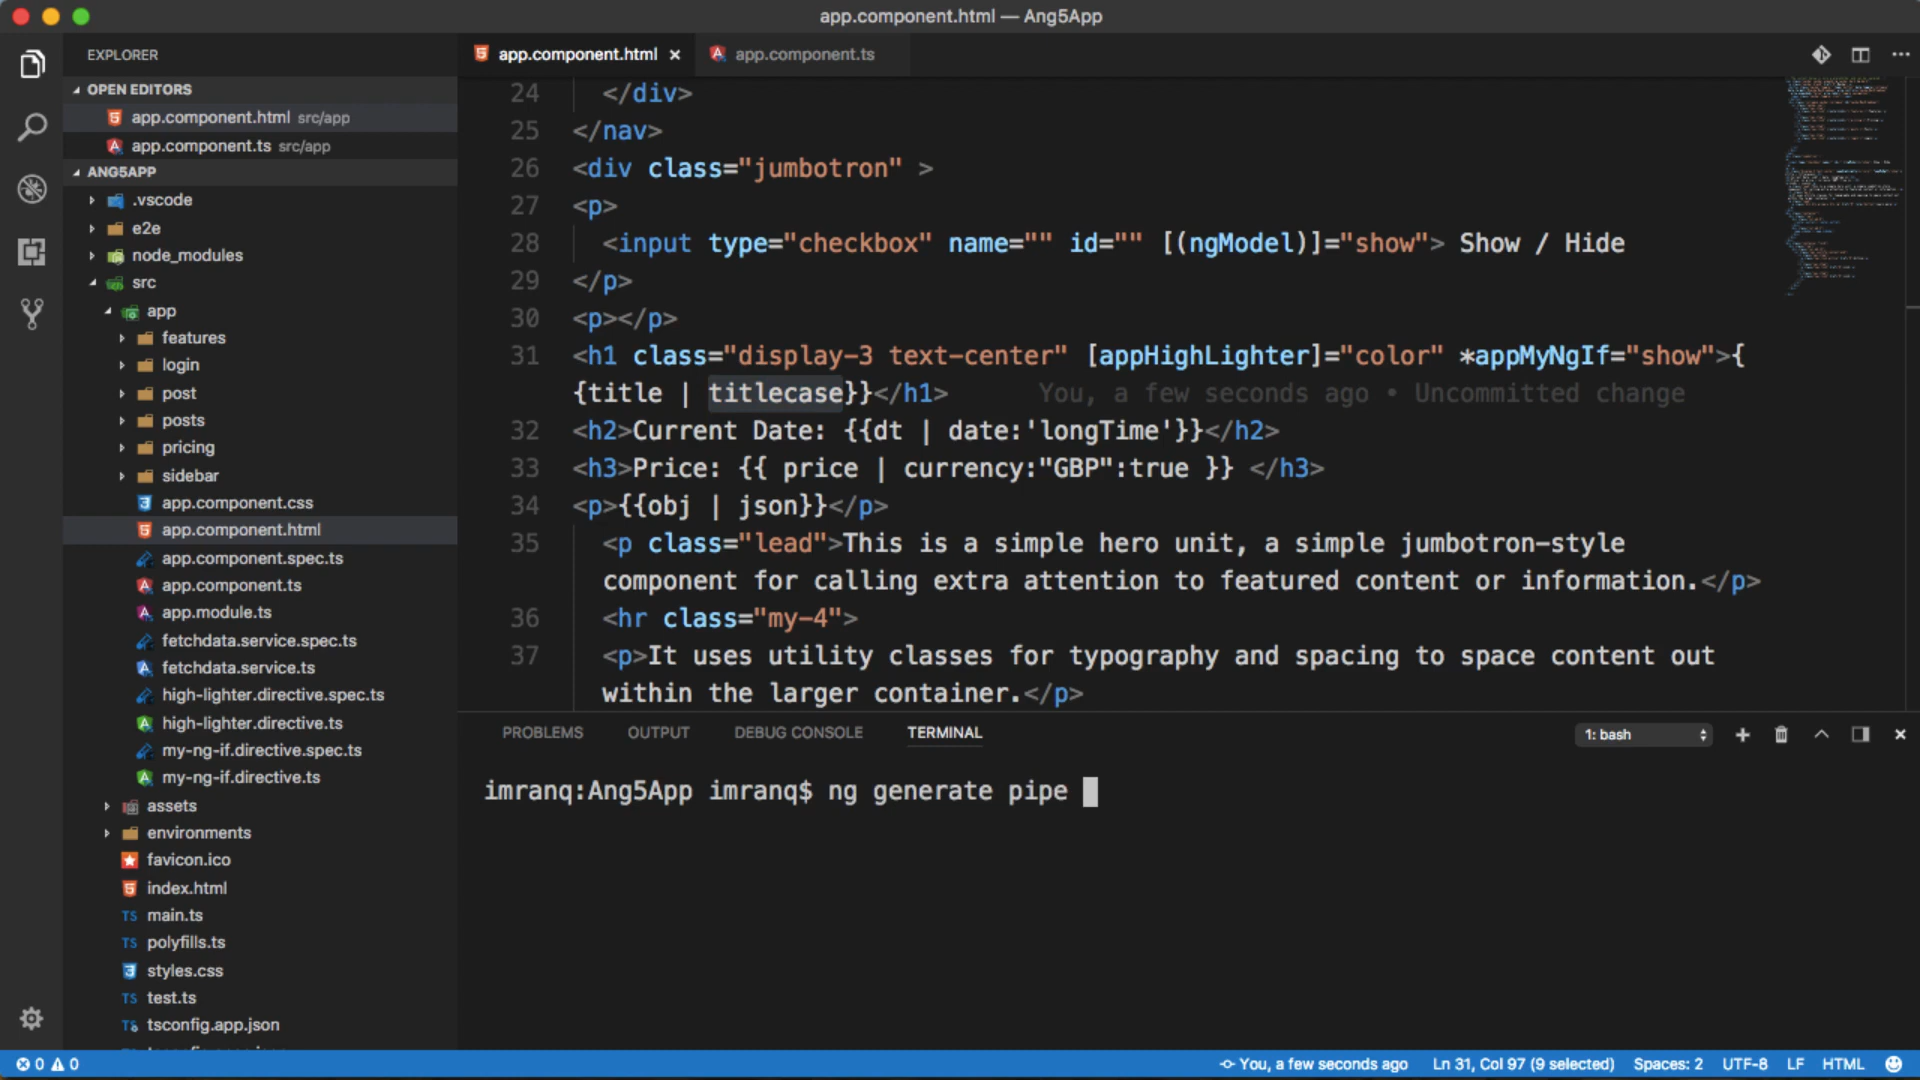 app.component.html — Ang5App
EXPLORER
OPEN EDITORS
app.component.html src/app
app.component.ts src/app
ANG5APP
.vscode
e2e
node_modules
src
app
features
login
post
posts
pricing
sidebar
app.component.css
app.component.html
app.component.spec.ts
app.component.ts
app.module.ts
fetchdata.service.spec.ts
fetchdata.service.ts
high-lighter.directive.spec.ts
high-lighter.directive.ts
my-ng-if.directive.spec.ts
my-ng-if.directive.ts
assets
environments
favicon.ico
index.html
TS main.ts
TS polyfills.ts
styles.css
TS test.ts
tsconfig.app.json
app.component.html × app.component.ts
24 </div>
25 </nav>
26 <div class="jumbotron" >
27 <p>
28 <input type="checkbox" name="" id="" [(ngModel)]="show"> Show / Hide
29 </p>
30 <p></p>
31 <h1 class="display-3 text-center" [appHighLighter]="color" *appMyNgIf="show">{
{title | titlecase}}</h1> You, a few seconds ago • Uncommitted change
32 <h2>Current Date: {{dt | date:'longTime'}}</h2>
33 <h3>Price: {{ price | currency:"GBP":true }} </h3>
34 <p>{{obj | json}}</p>
35 <p class="lead">This is a simple hero unit, a simple jumbotron-style
component for calling extra attention to featured content or information.</p>
36 <hr class="my-4">
37 <p>It uses utility classes for typography and spacing to space content out
within the larger container.</p>
PROBLEMS OUTPUT DEBUG CONSOLE TERMINAL 1: bash
imranq:Ang5App imranq$ ng generate pipe
0 0 You, a few seconds ago Ln 31, Col 97 (9 selected) Spaces: 2 UTF-8 LF HTML